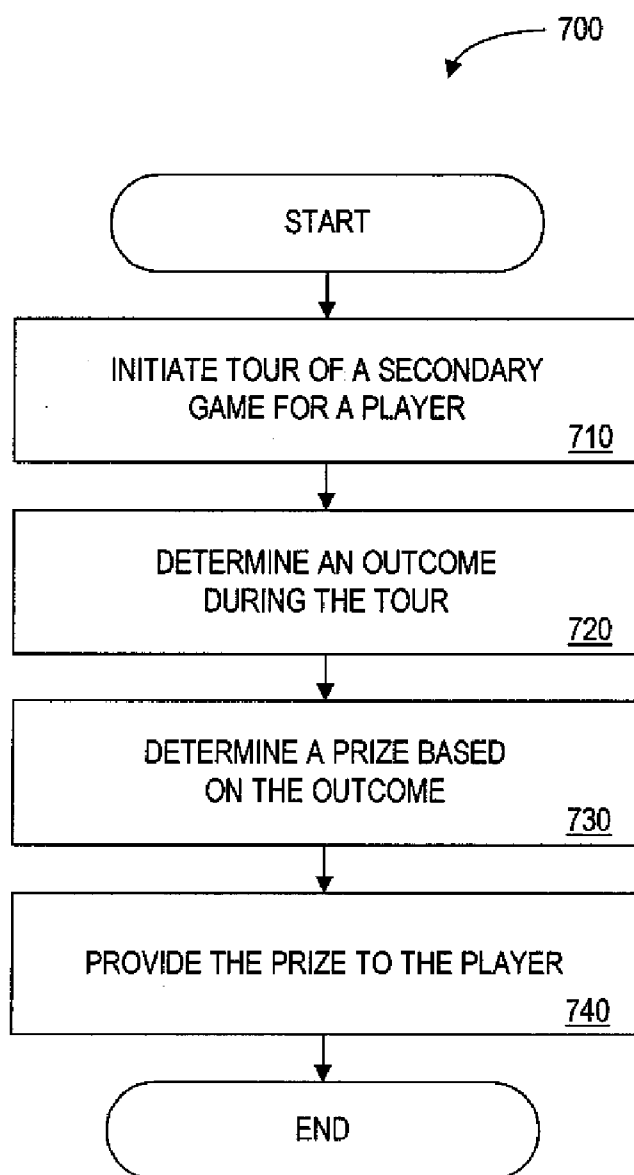 700
START
INITIATE TOUR OF A SECONDARY
GAME FOR A PLAYER
710
DETERMINE AN OUTCOME
DURING THE TOUR
720
DETERMINE A PRIZE BASED
ON THE OUTCOME
730
PROVIDE THE PRIZE TO THE PLAYER
740
END